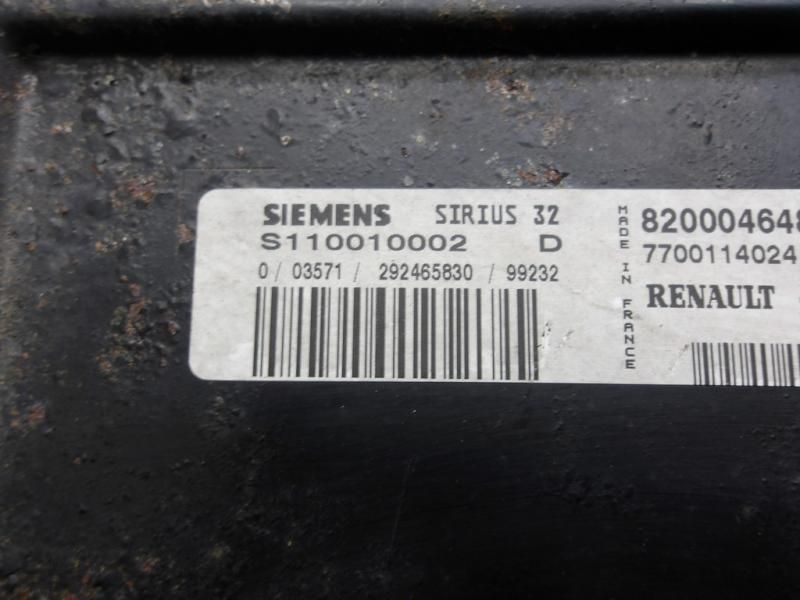 SIEMENS SIRIUS 32
S110010002 D
0 / 03571 / 292465830 / 99232
MADE IN FRANCE
7700114024
RENAULT